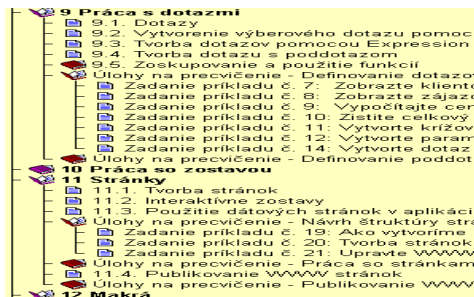 9 Práca s dotazmi
9.1. Dotazy
9.2. Vytvorenie výberového dotazu pomoc
9.3. Tvorba dotazov pomocou Expression
9.4. Tvorba dotazu s poddotazom
9.5. Zoskupovanie a použitie funkcií
Úlohy na precvičenie - Definovanie dotazo
Zadanie príkladu č. 7: Zobrazte klient
Zadanie príkladu č. 8: Zobrazte zájaz
Zadanie príkladu č. 9: Vypočítajte cen
Zadanie príkladu č. 10: Zistite celkový
Zadanie príkladu č. 11: Vytvorte krížov
Zadanie príkladu č. 12: Vytvorte param
Zadanie príkladu č. 14: Vytvorte dotaz
Úlohy na precvičenie - Definovanie poddot
10 Práca so zostavou
11 Stránky
11.1. Tvorba stránok
11.2. Interaktívne zostavy
11.3. Použitie dátových stránok v aplikáci
Úlohy na precvičenie - Návrh štruktúry strá
Zadanie príkladu č. 19: Ako vytvoríme
Zadanie príkladu č. 20: Tvorba stránok
Zadanie príkladu č. 21: Upravte WWW
Úlohy na precvičenie - Práca so stránkam
11.4. Publikovanie WWW stránok
Úlohy na precvičenie - Publikovanie WWW
12 Makrá